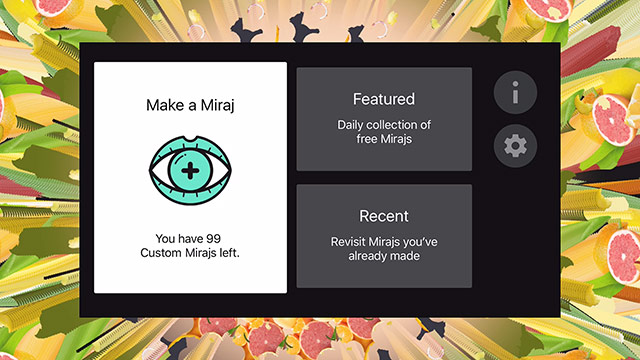 Make a Miraj
You have 99
Custom Mirajs left.
Featured
Daily collection of
free Mirajs
Recent
Revisit Mirajs you've
already made